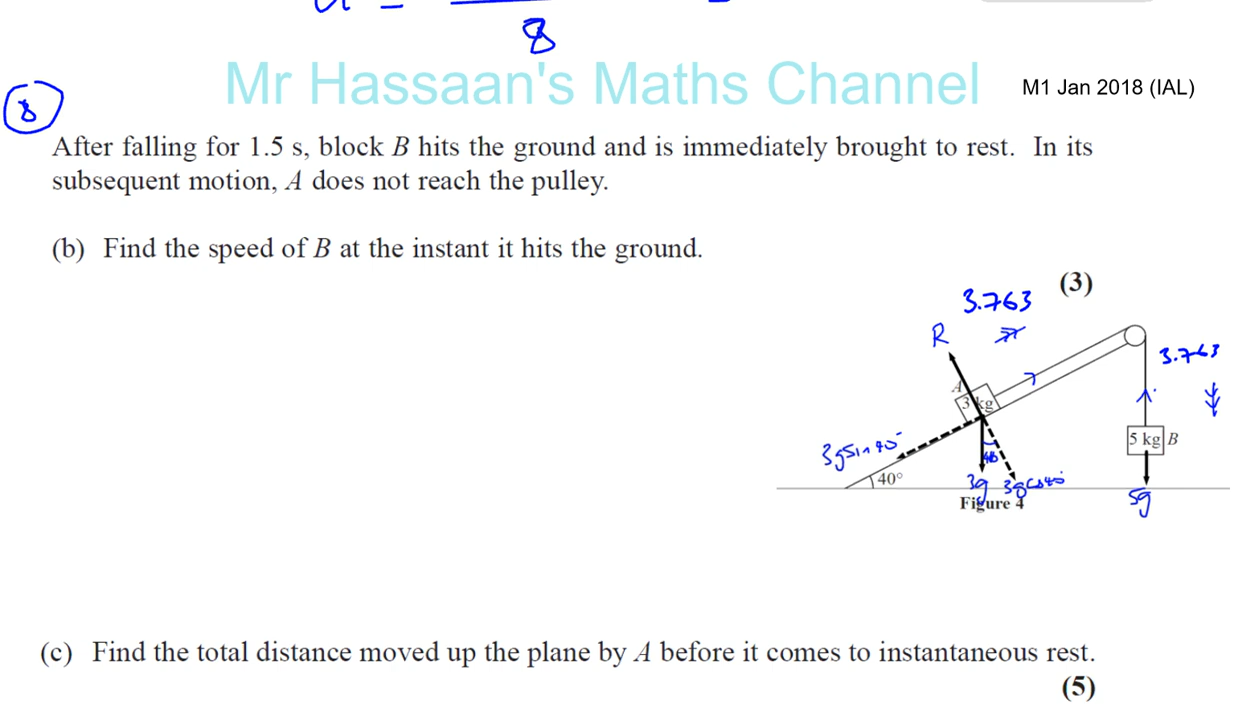 8
Mr Hassaan's Maths Channel
M1 Jan 2018 (IAL)
8
After falling for 1.5 s, block B hits the ground and is immediately brought to rest. In its
subsequent motion, A does not reach the pulley.
(b) Find the speed of B at the instant it hits the ground.
(3)
3.763
R
3.763
A
3 kg
5 kg B
3gsin40°
40°
40
3g 3gcos40°
5g
Figure 4
(c) Find the total distance moved up the plane by A before it comes to instantaneous rest.
(5)